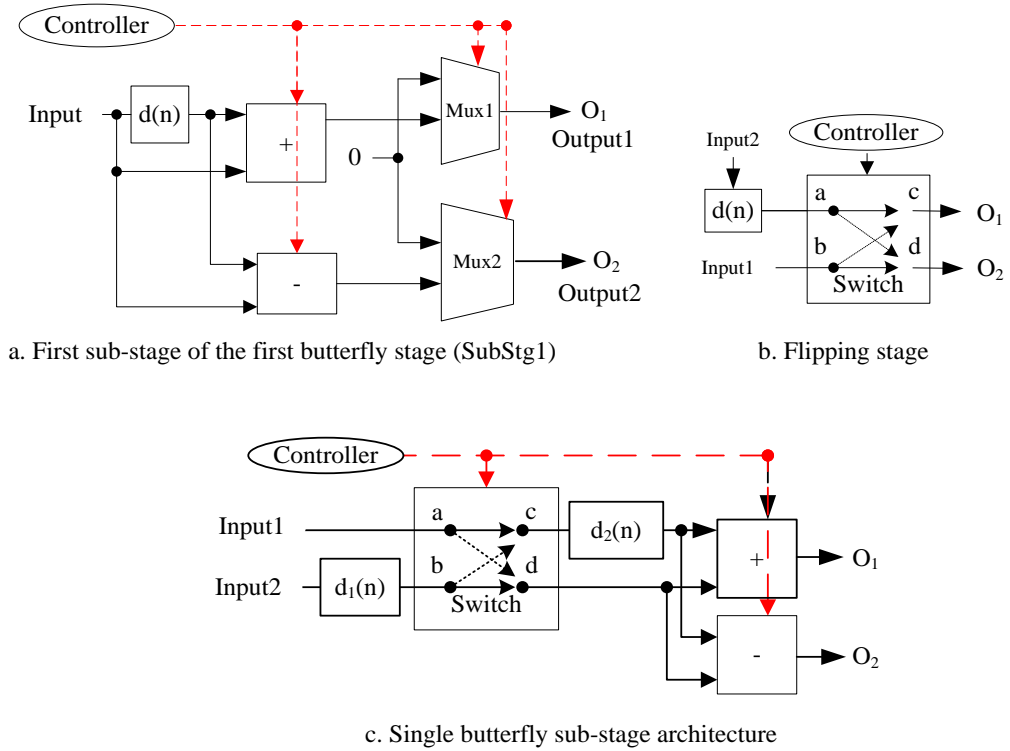 Controller
Input
d(n)
+
-
0
Mux1
O1
Output1
Mux2
O2
Output2
a. First sub-stage of the first butterfly stage (SubStg1)
Controller
Input2
d(n)
Input1
a
c
b
d
Switch
O1
O2
b. Flipping stage
Controller
Input1
Input2
d1(n)
a
c
b
d
Switch
d2(n)
+
-
O1
O2
c. Single butterfly sub-stage architecture